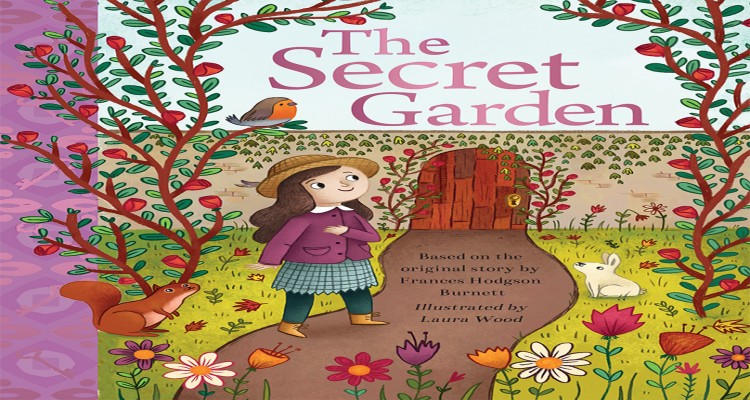 The
Secret
Garden
Based on the
original story by
Frances Hodgson
Burnett
Illustrated by
Laura Wood